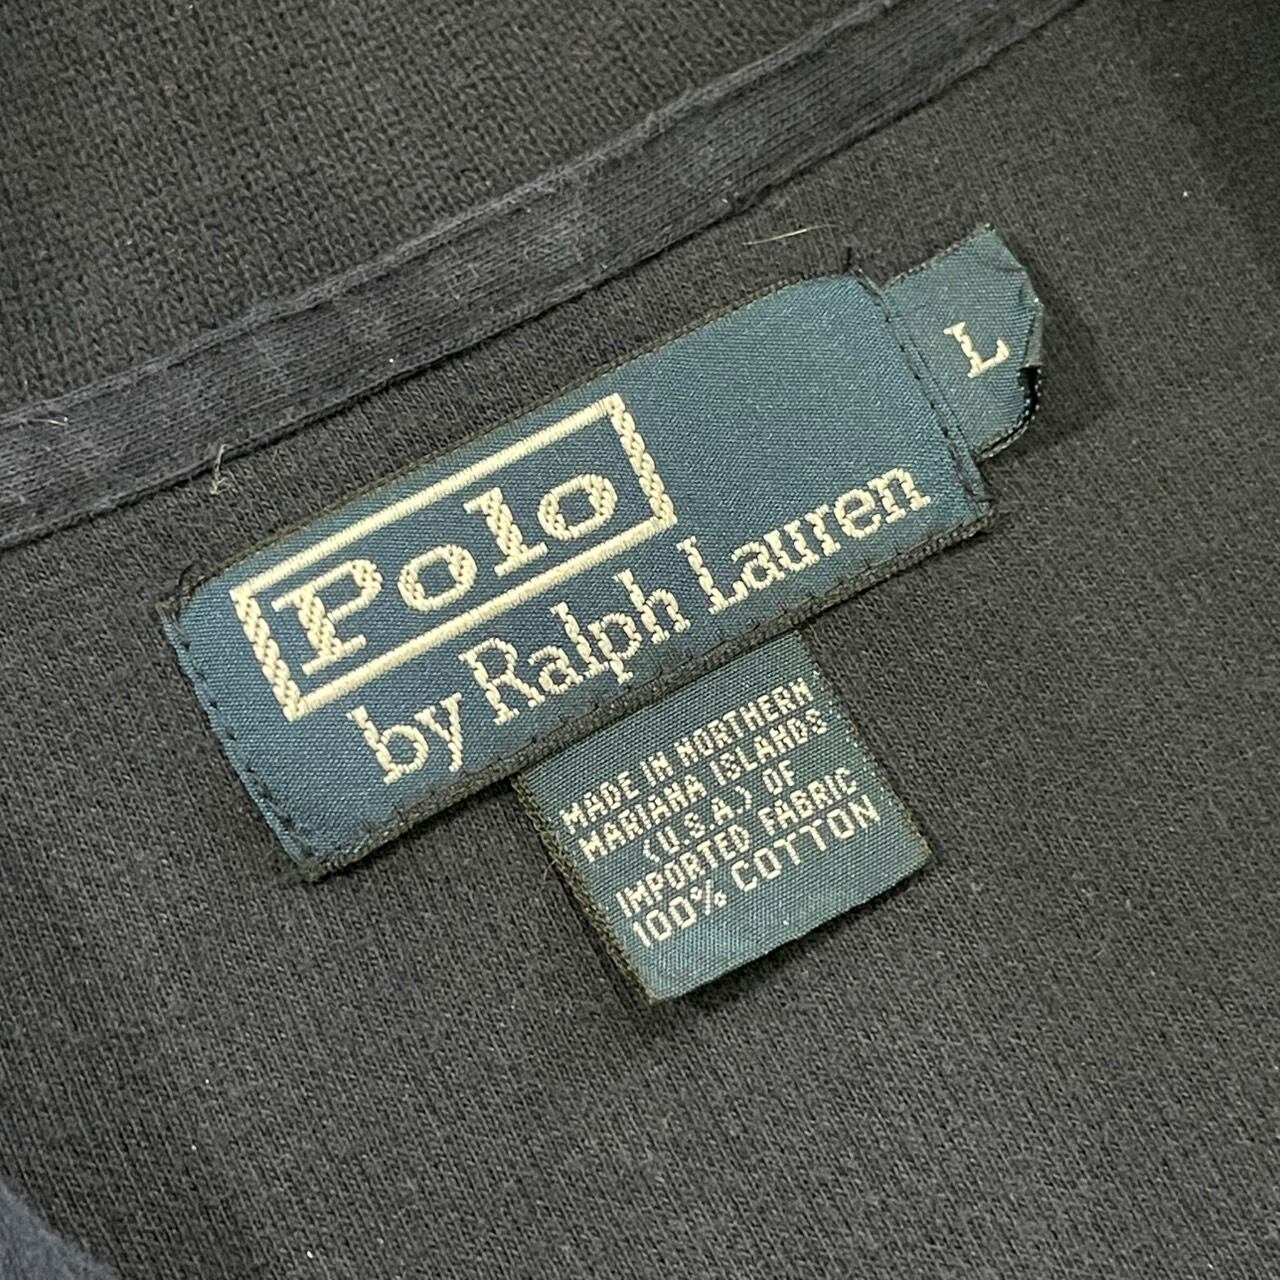 Polo
by Ralph Lauren
L
MADE IN NORTHERN
MARIANA ISLANDS
(U.S.A) OF
IMPORTED FABRIC
100% COTTON